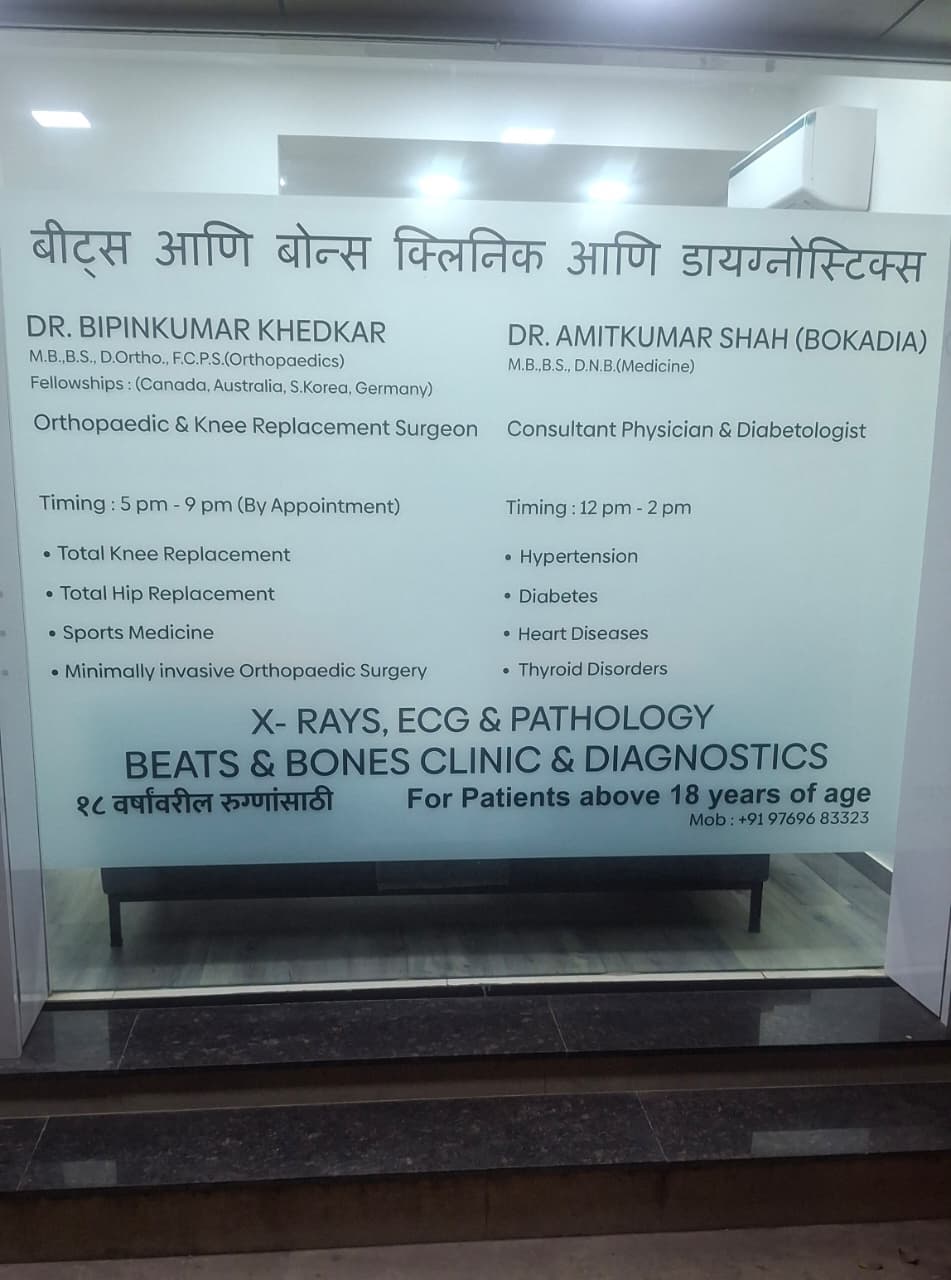 बीट्स आणि बोन्स क्लिनिक आणि डायग्नोस्टिक्स
DR. BIPINKUMAR KHEDKAR
M.B.,B.S., D.Ortho., F.C.P.S.(Orthopaedics)
Fellowships : (Canada, Australia, S.Korea, Germany)
Orthopaedic & Knee Replacement Surgeon
Timing : 5 pm - 9 pm (By Appointment)
• Total Knee Replacement
• Total Hip Replacement
• Sports Medicine
• Minimally invasive Orthopaedic Surgery
DR. AMITKUMAR SHAH (BOKADIA)
M.B.,B.S., D.N.B.(Medicine)
Consultant Physician & Diabetologist
Timing : 12 pm - 2 pm
• Hypertension
• Diabetes
• Heart Diseases
• Thyroid Disorders
X- RAYS, ECG & PATHOLOGY
BEATS & BONES CLINIC & DIAGNOSTICS
१८ वर्षांवरील रुग्णांसाठी For Patients above 18 years of age
Mob : +91 97696 83323